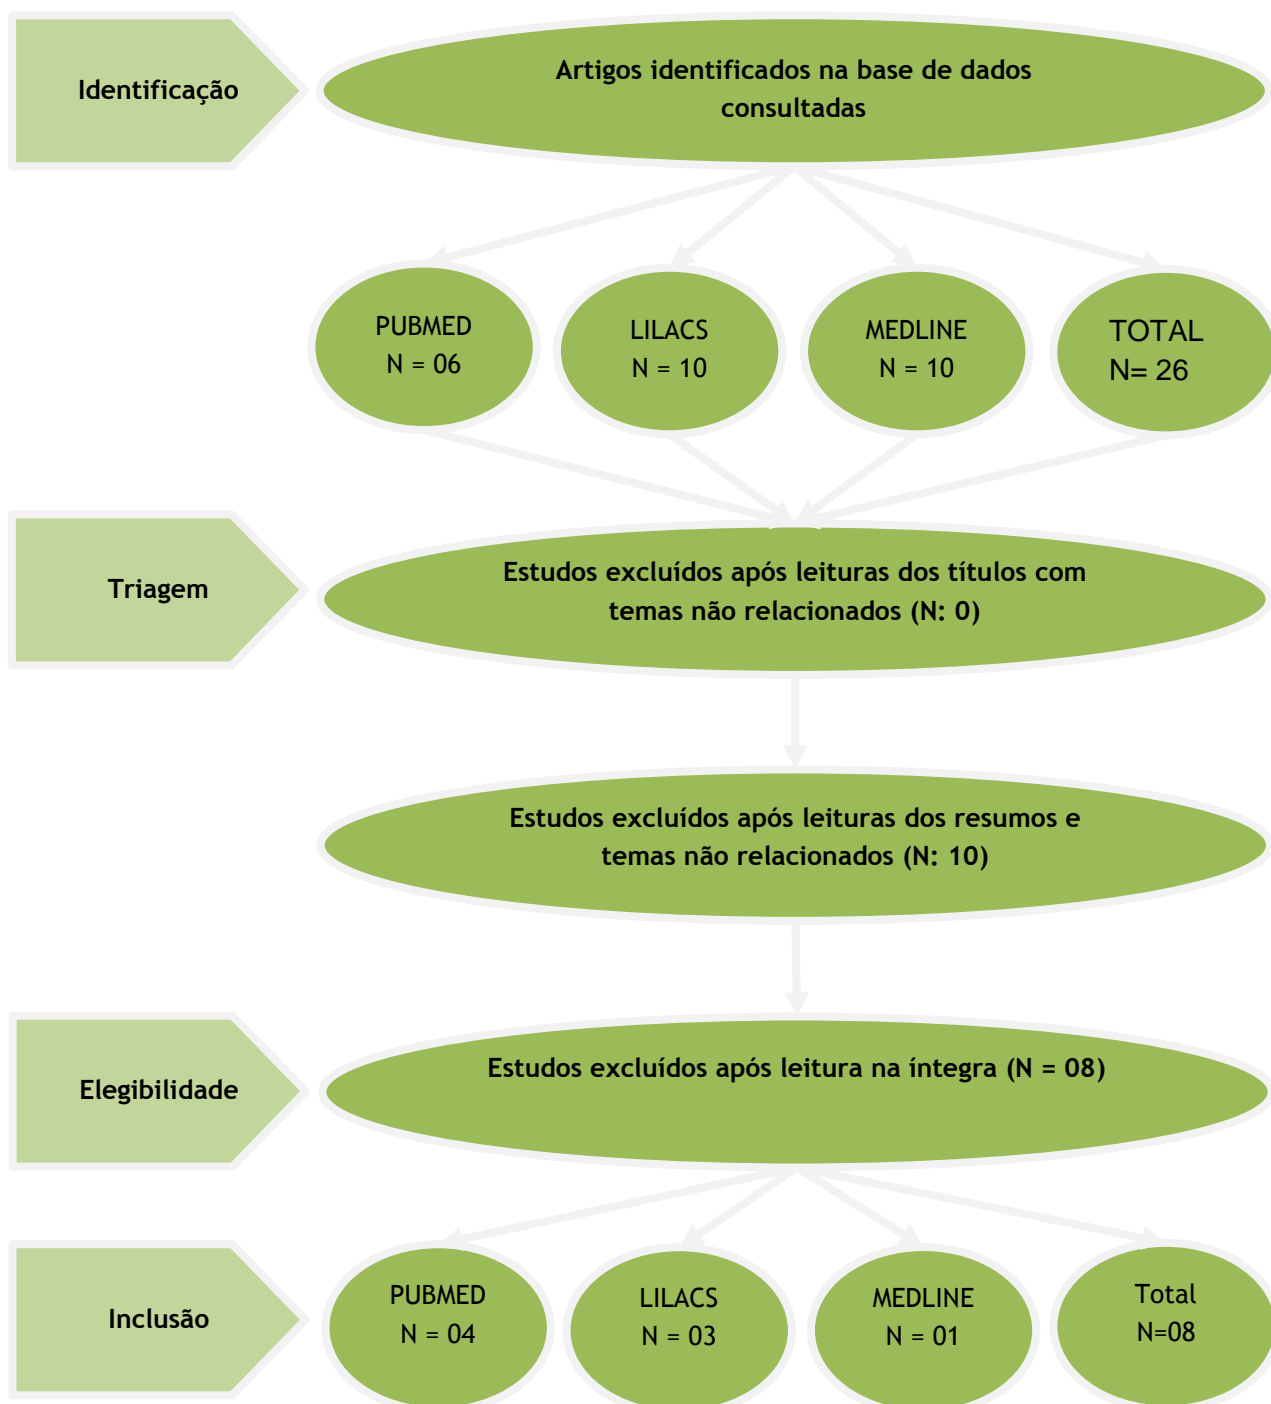 Identificação
Artigos identificados na base de dados
consultadas
PUBMED
N = 06
LILACS
N = 10
MEDLINE
N = 10
TOTAL
N= 26
Triagem
Estudos excluídos após leituras dos títulos com
temas não relacionados (N: 0)
Estudos excluídos após leituras dos resumos e
temas não relacionados (N: 10)
Elegibilidade
Estudos excluídos após leitura na íntegra (N = 08)
Inclusão
PUBMED
N = 04
LILACS
N = 03
MEDLINE
N = 01
Total
N=08